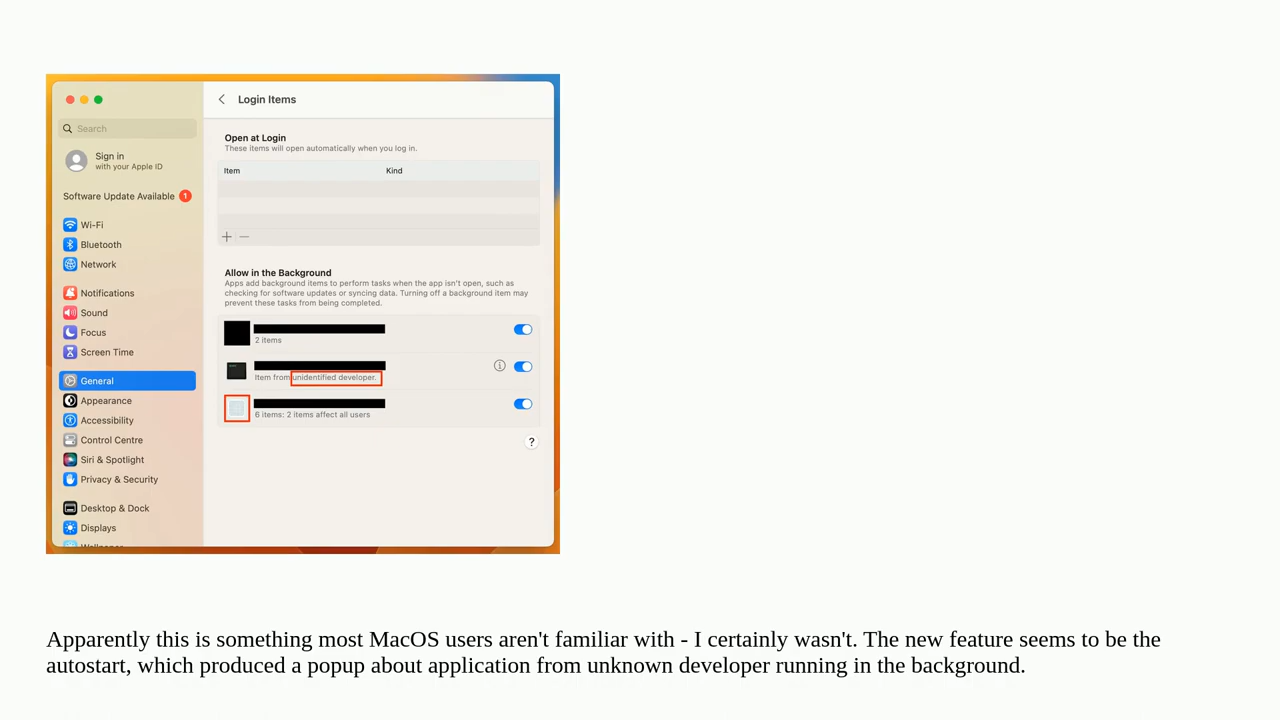 Login Items
Search
Sign in
with your Apple ID
Software Update Available 1
Wi-Fi
Bluetooth
Network
Notifications
Sound
Focus
Screen Time
General
Appearance
Accessibility
Control Centre
Siri & Spotlight
Privacy & Security
Desktop & Dock
Displays
Wallpaper
Open at Login
These items will open automatically when you log in.
Item Kind
Allow in the Background
Apps add background items to perform tasks when the app isn't open, such as
checking for software updates or syncing data. Turning off a background item may
prevent these tasks from being completed.
2 items
Item from unidentified developer.
6 items: 2 items affect all users
?
Apparently this is something most MacOS users aren't familiar with - I certainly wasn't. The new feature seems to be the
autostart, which produced a popup about application from unknown developer running in the background.